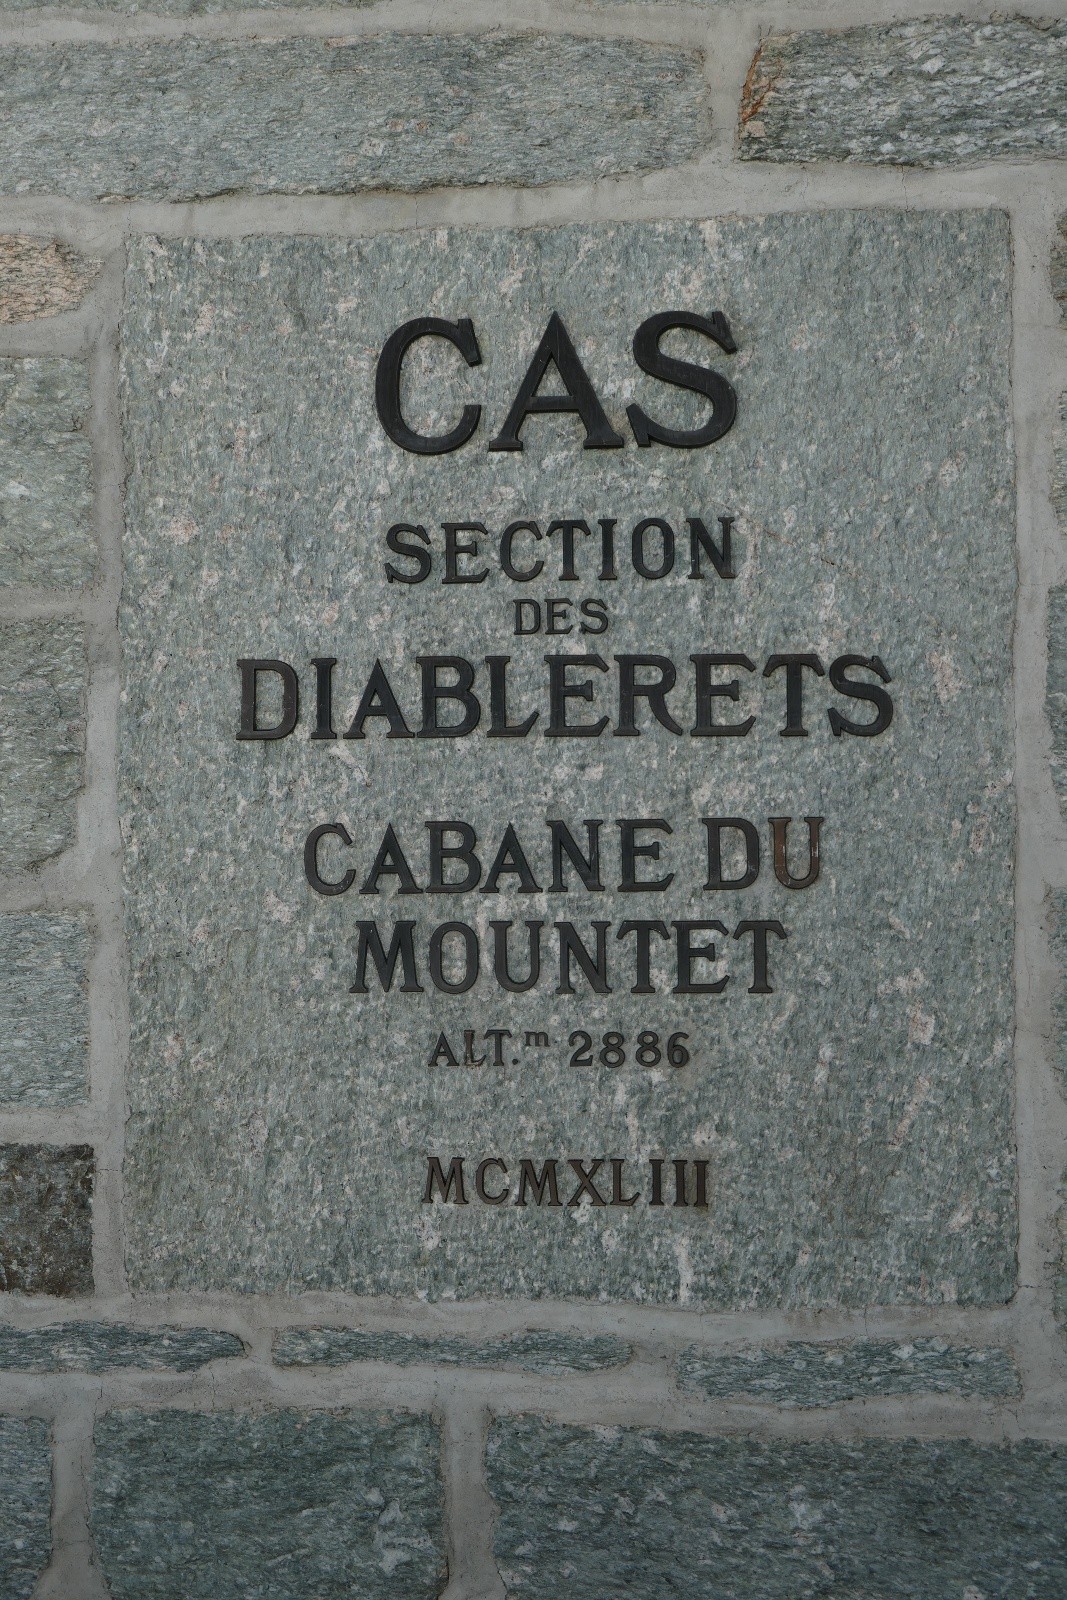 CAS
SECTION
DES
DIABLERETS
CABANE DU
MOUNTET
ALT.ᵐ 2886
MCMXLIII